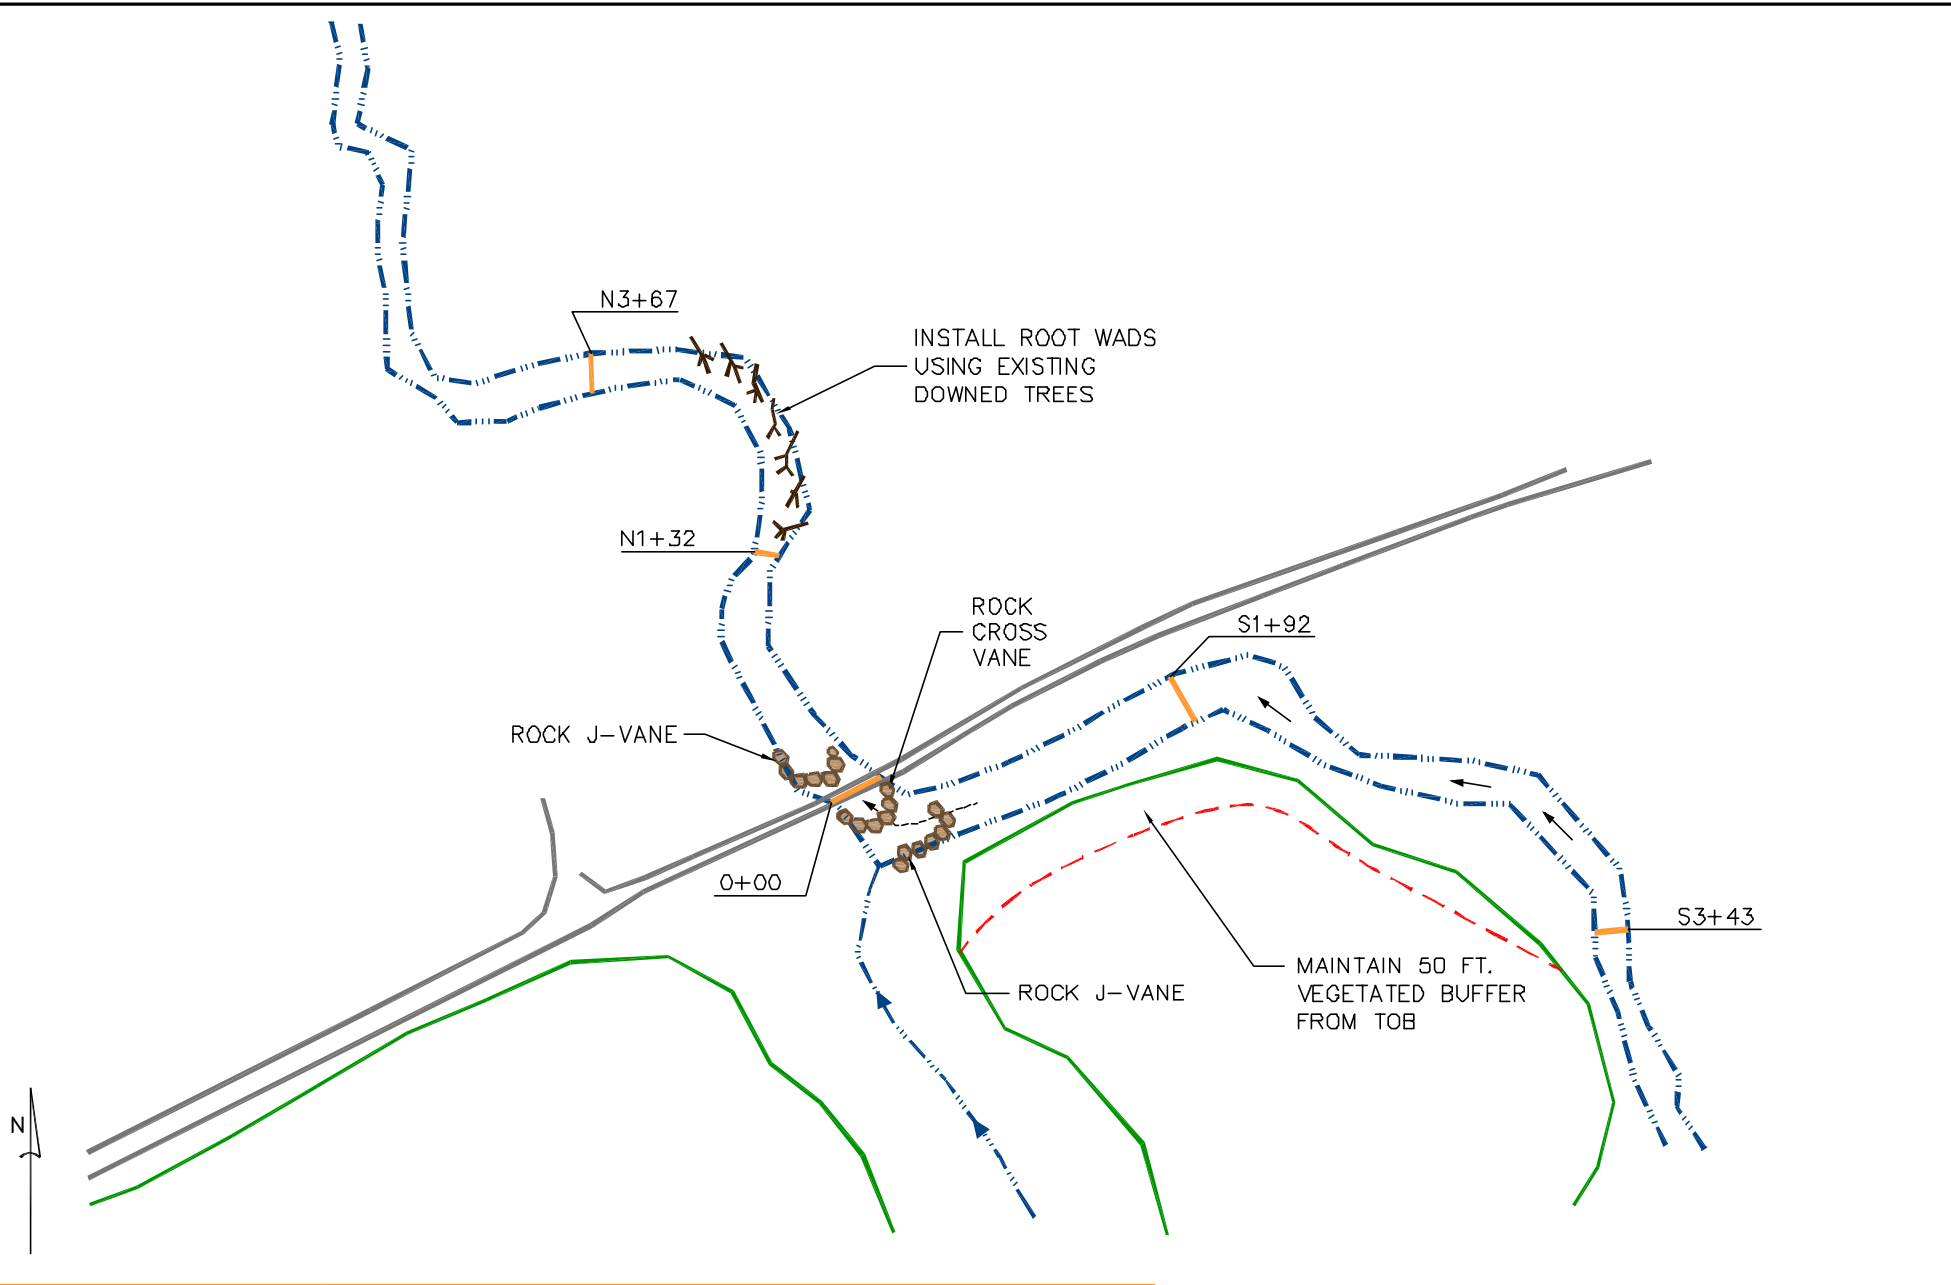 N3+67
INSTALL ROOT WADS
USING EXISTING
DOWNED TREES
N1+32
ROCK
CROSS
VANE
S1+92
ROCK J-VANE
0+00
S3+43
MAINTAIN 50 FT.
VEGETATED BUFFER
FROM TOB
ROCK J-VANE
N